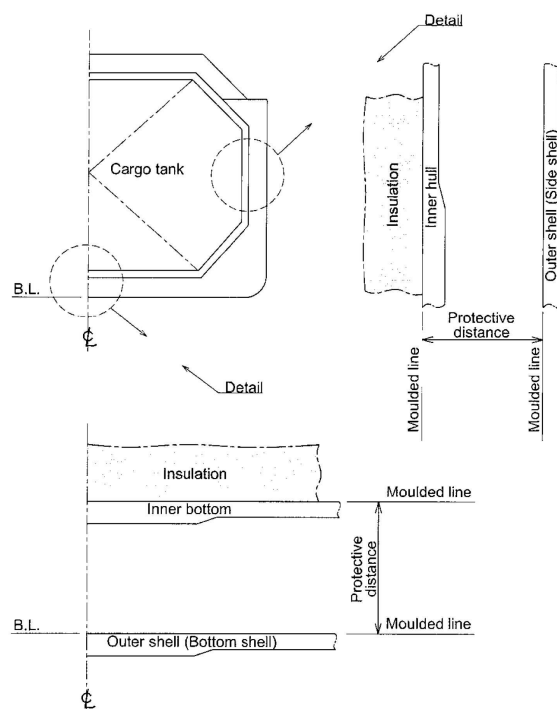 Detail
Cargo tank
B.L.
℄
Detail
Insulation
Inner hull
Outer shell (Side shell)
Protective
distance
Moulded line
Moulded line
Insulation
Inner bottom
Moulded line
Protective
distance
B.L.
Outer shell (Bottom shell)
Moulded line
℄